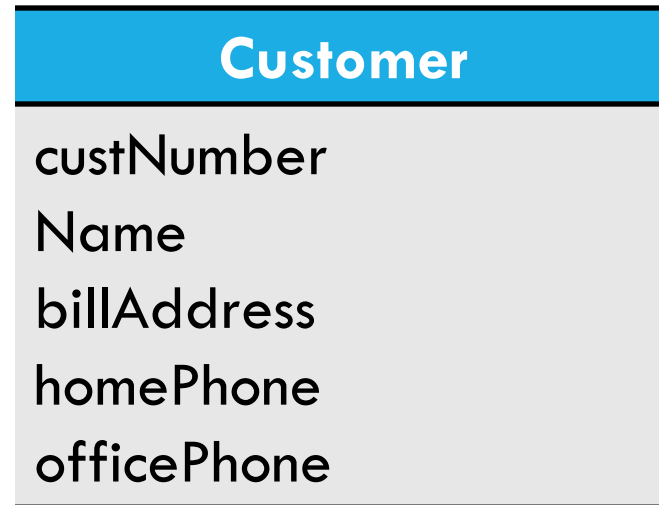 Customer
custNumber
Name
billAddress
homePhone
officePhone